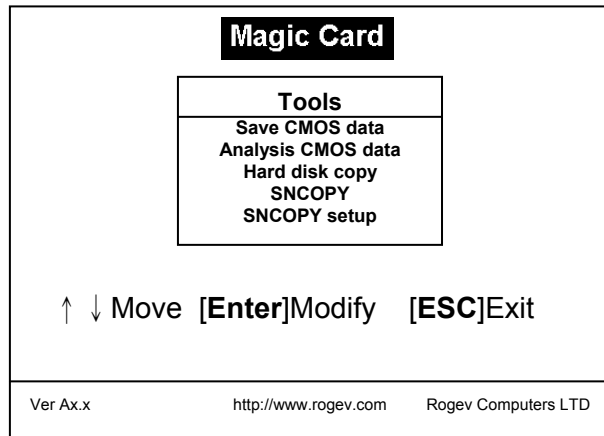 Magic Card
Tools
Save CMOS data
Analysis CMOS data
Hard disk copy
SNCOPY
SNCOPY setup
↑ ↓ Move [Enter]Modify [ESC]Exit
Ver Ax.x http://www.rogev.com Rogev Computers LTD